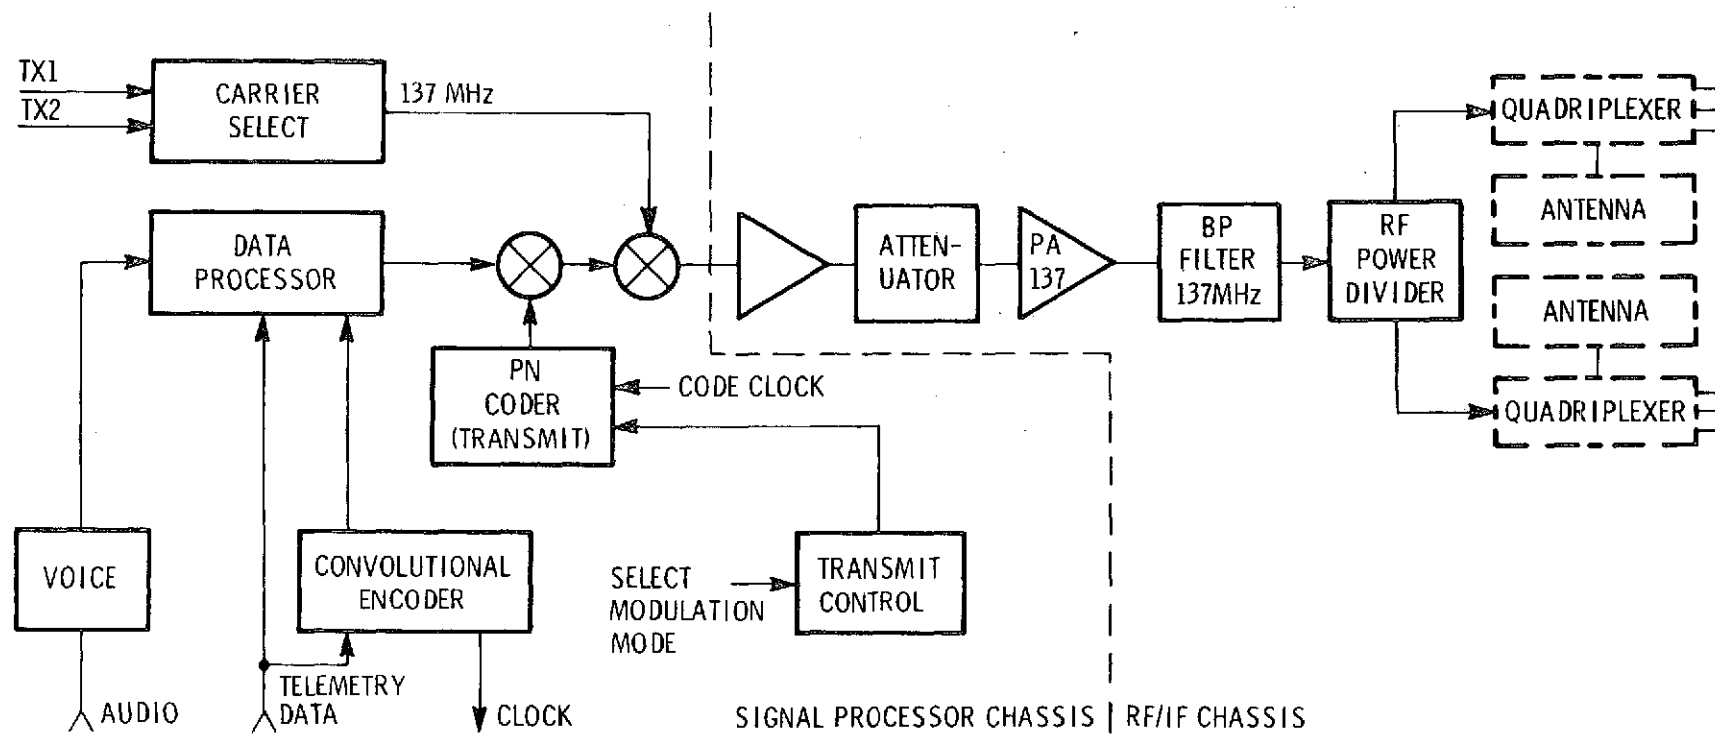 TX1
TX2
CARRIER
SELECT
137 MHz
DATA
PROCESSOR
ATTEN-
UATOR
PA
137
BP
FILTER
137MHz
RF
POWER
DIVIDER
QUADRIPLEXER
ANTENNA
ANTENNA
QUADRIPLEXER
PN
CODER
(TRANSMIT)
CODE CLOCK
VOICE
CONVOLUTIONAL
ENCODER
SELECT
MODULATION
MODE
TRANSMIT
CONTROL
AUDIO
TELEMETRY
DATA
CLOCK
SIGNAL PROCESSOR CHASSIS
RF/IF CHASSIS